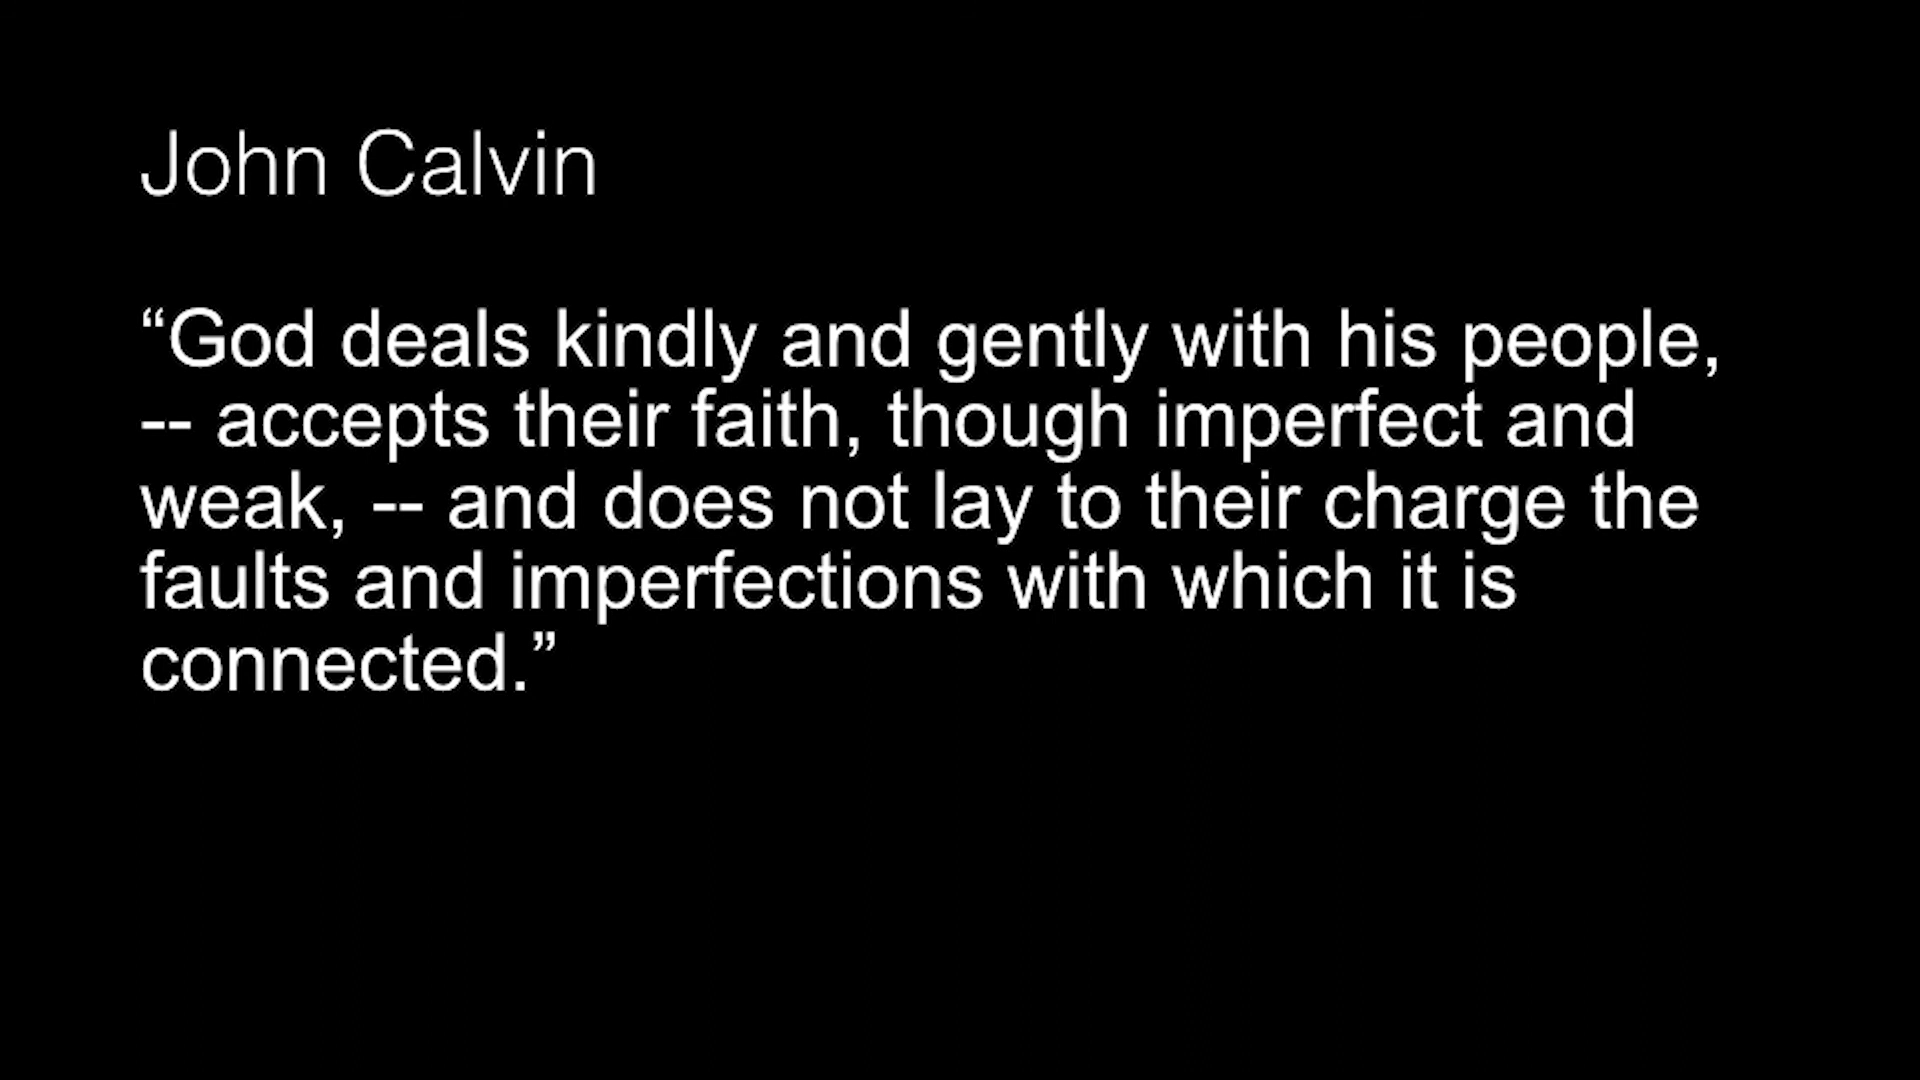 John Calvin
“God deals kindly and gently with his people,
-- accepts their faith, though imperfect and
weak, -- and does not lay to their charge the
faults and imperfections with which it is
connected.”